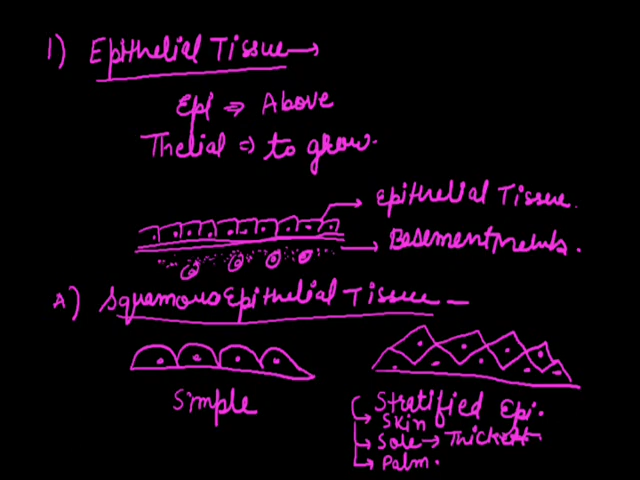 1) Epithelial Tissue →
Epi ⇒ Above
Thelial ⇒ to grow.
→ Epithelial Tissue.
→ Basement memb.
A) Squamous Epithelial Tissue —
Simple
Stratified Epi.
→ Skin
→ Sole → Thickest
→ Palm.